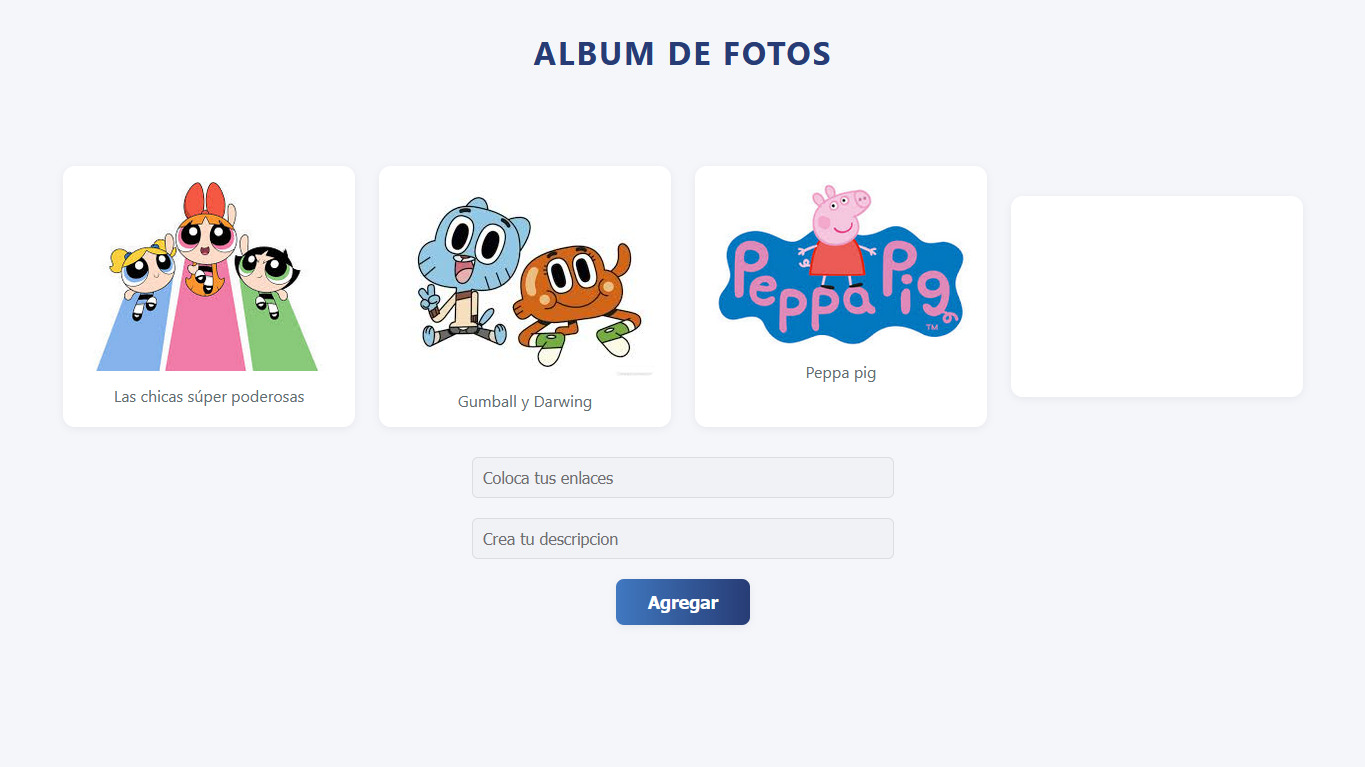 ALBUM DE FOTOS
Peppa Pig
TM
Las chicas súper poderosas
Gumball y Darwing
Peppa pig
Coloca tus enlaces
Crea tu descripcion
Agregar